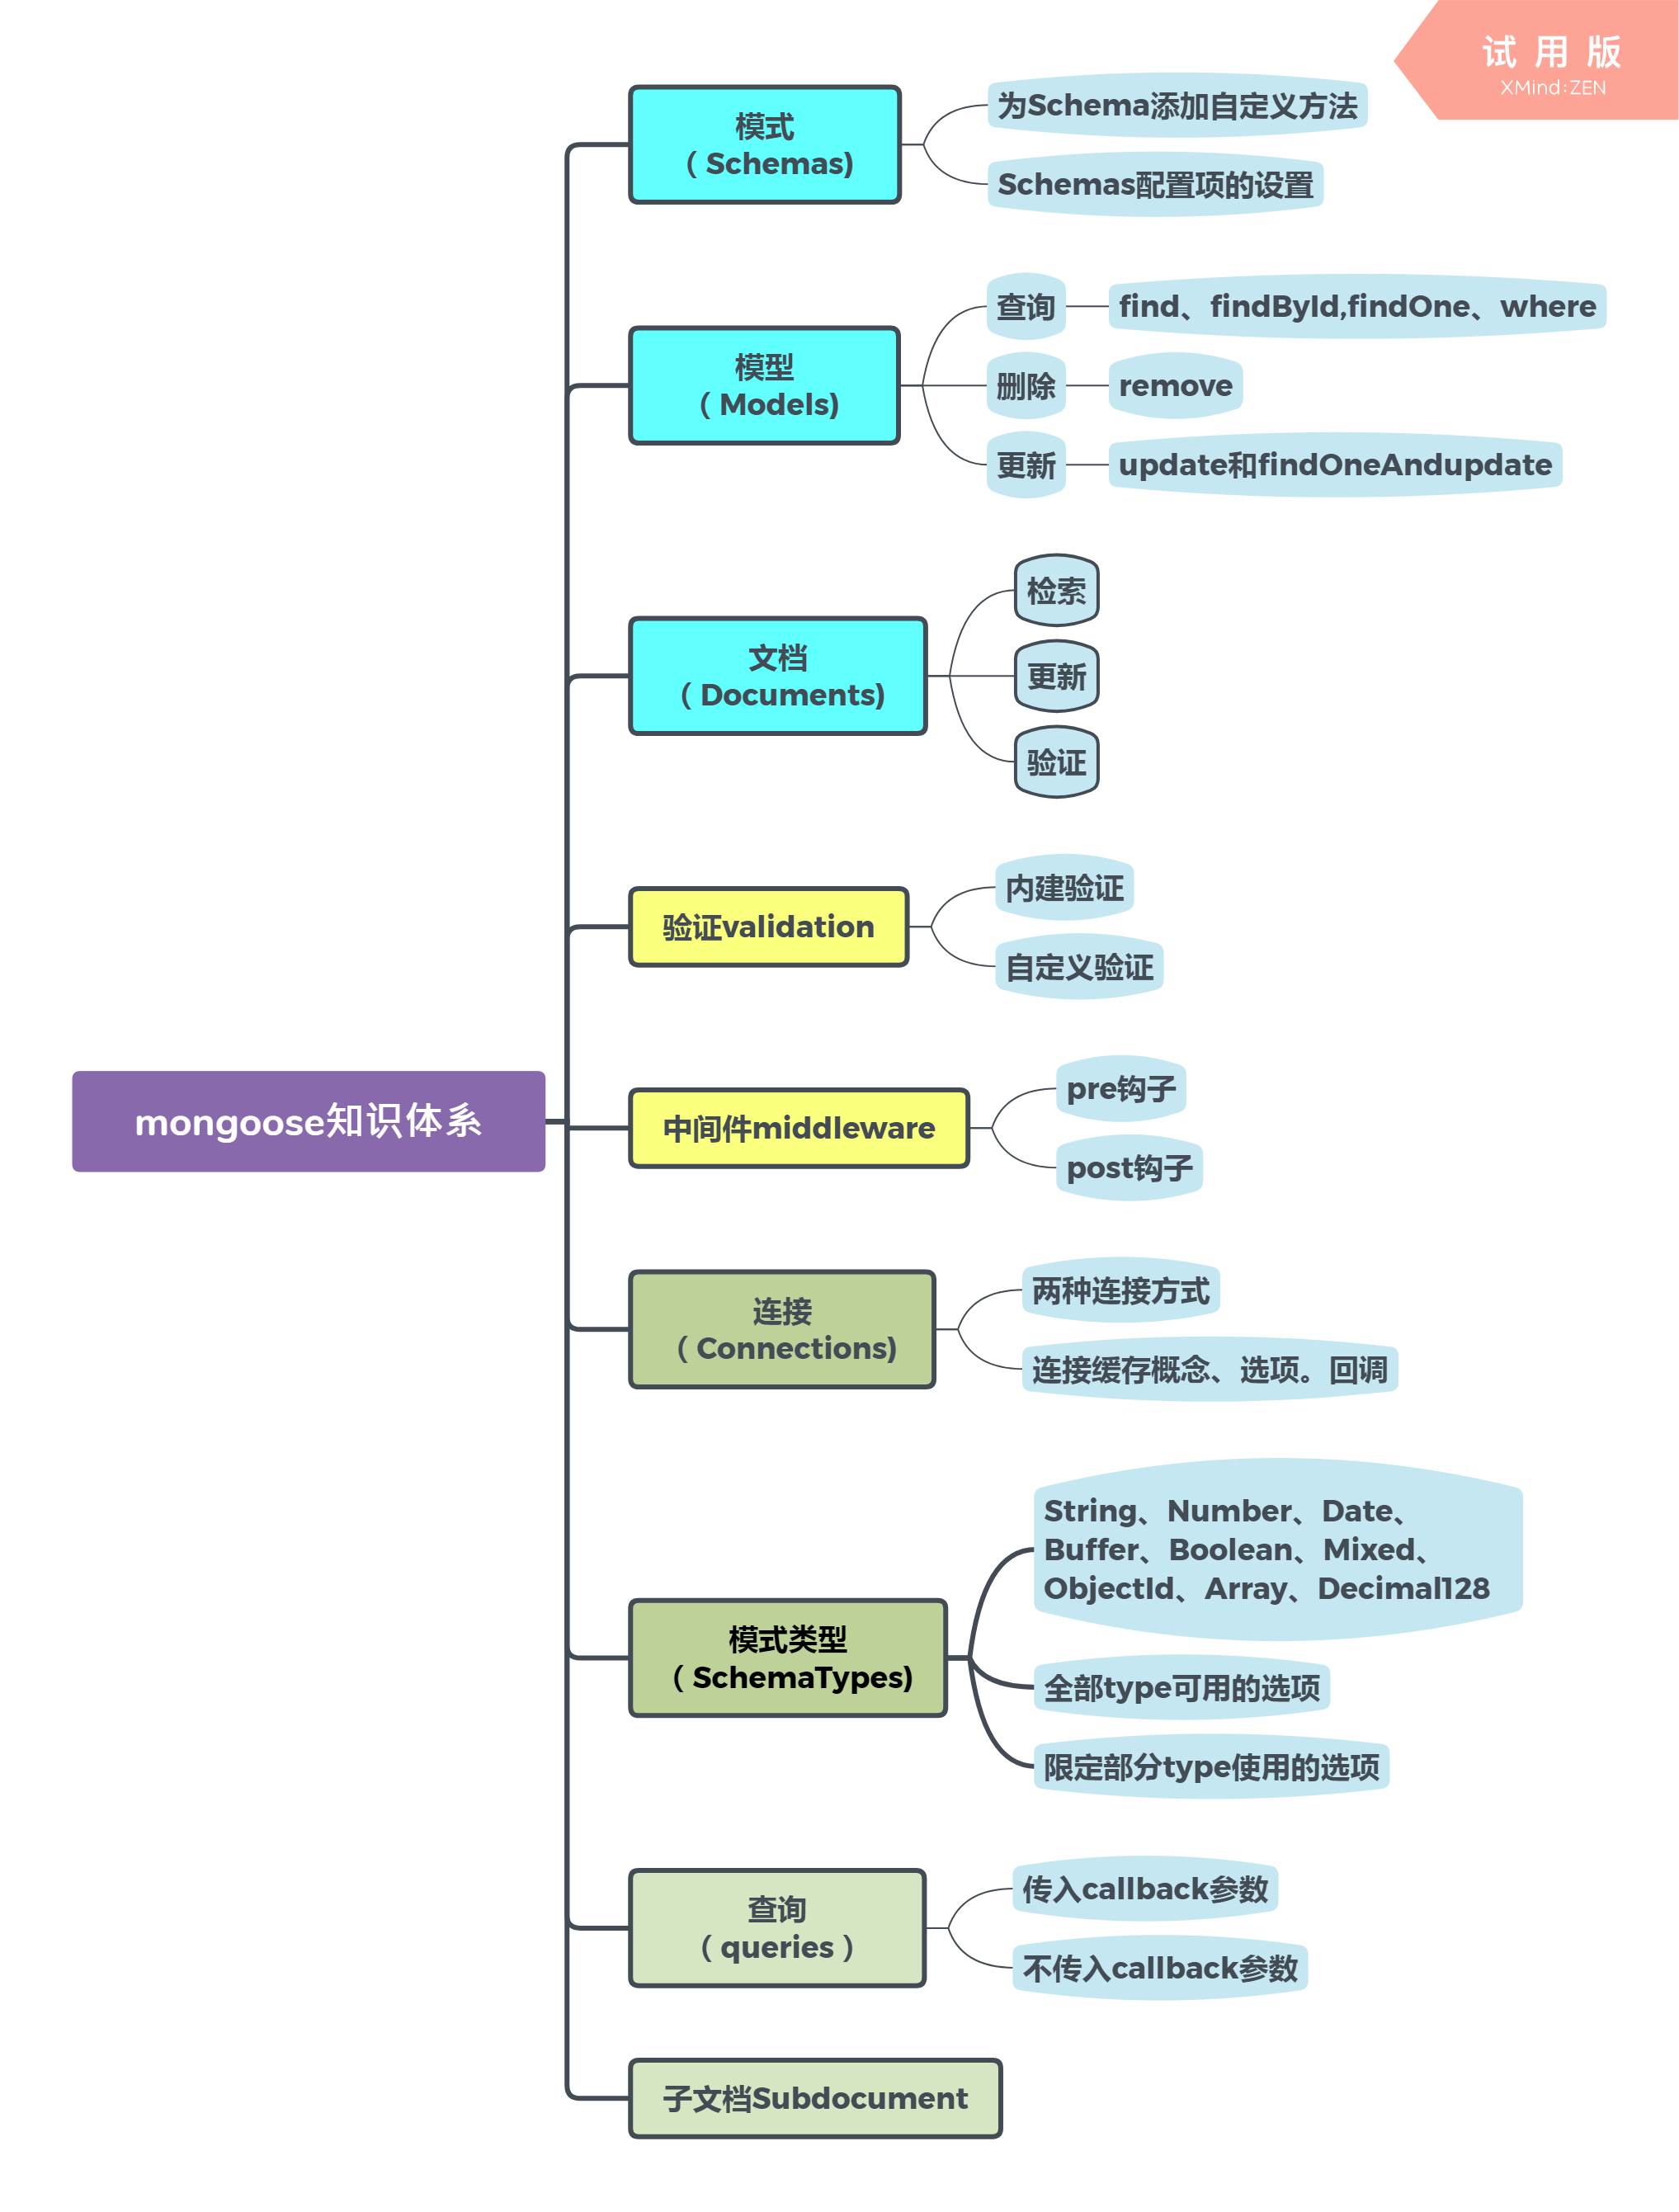 试用版
XMind:ZEN
模式
（ Schemas)
为Schema添加自定义方法
Schemas配置项的设置
模型
（ Models)
查询
find、findById,findOne、where
删除
remove
更新
update和findOneAndupdate
文档
（ Documents)
检索
更新
验证
验证validation
内建验证
自定义验证
mongoose知识体系
中间件middleware
pre钩子
post钩子
连接
（ Connections)
两种连接方式
连接缓存概念、选项。回调
模式类型
（ SchemaTypes)
String、Number、Date、
Buffer、Boolean、Mixed、
ObjectId、Array、Decimal128
全部type可用的选项
限定部分type使用的选项
查询
（ queries ）
传入callback参数
不传入callback参数
子文档Subdocument